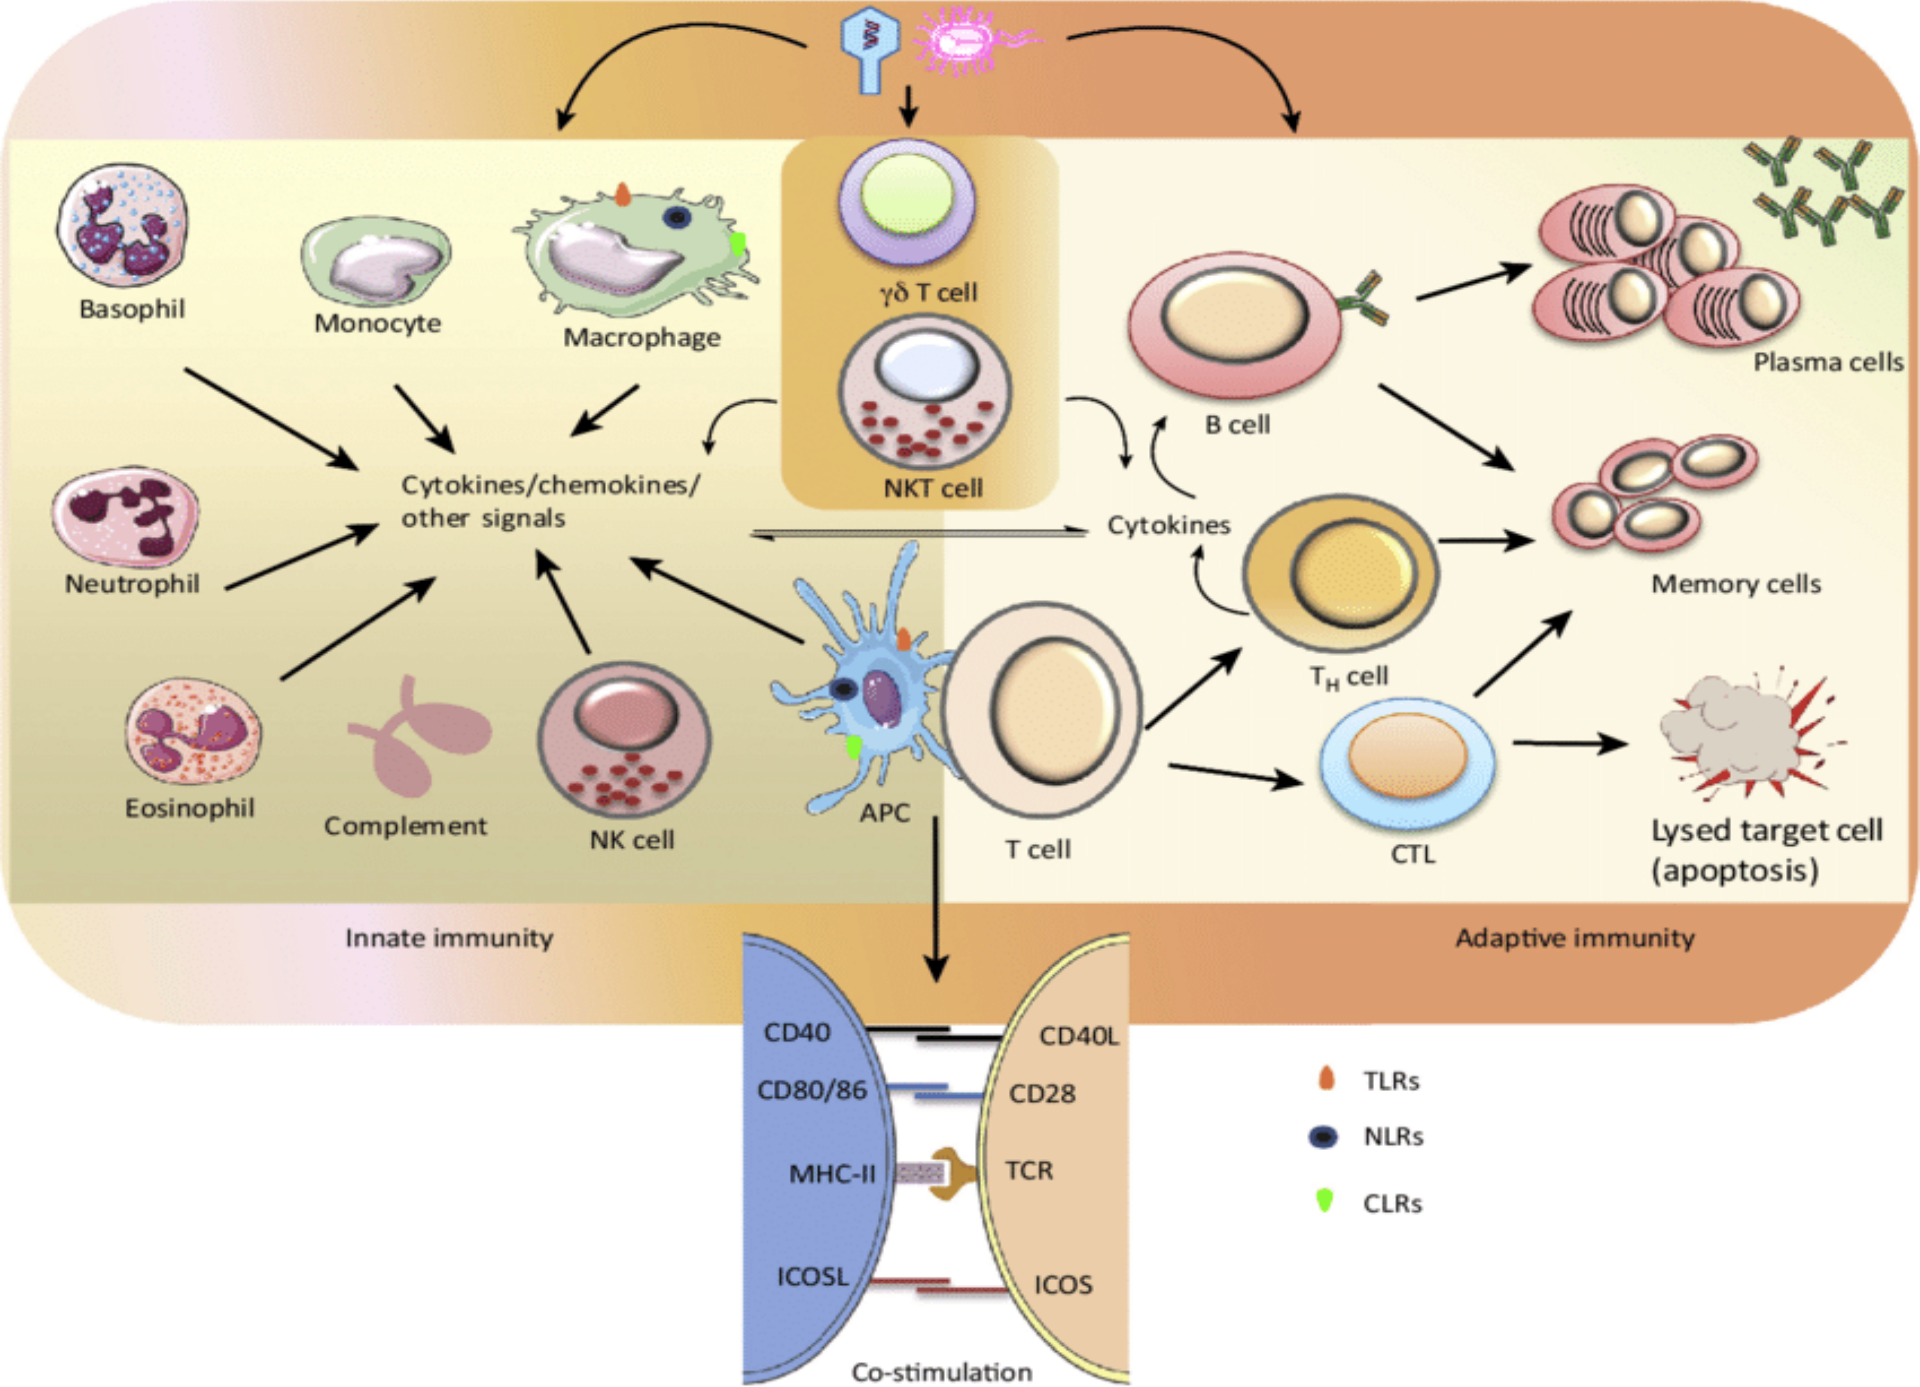 Basophil
Monocyte
Macrophage
γδ T cell
NKT cell
B cell
Plasma cells
Cytokines/chemokines/
other signals
Cytokines
Neutrophil
Memory cells
TH cell
Eosinophil
Complement
NK cell
APC
T cell
CTL
Lysed target cell
(apoptosis)
Innate immunity
Adaptive immunity
CD40
CD40L
CD80/86
CD28
MHC-II
TCR
ICOSL
ICOS
Co-stimulation
TLRs
NLRs
CLRs